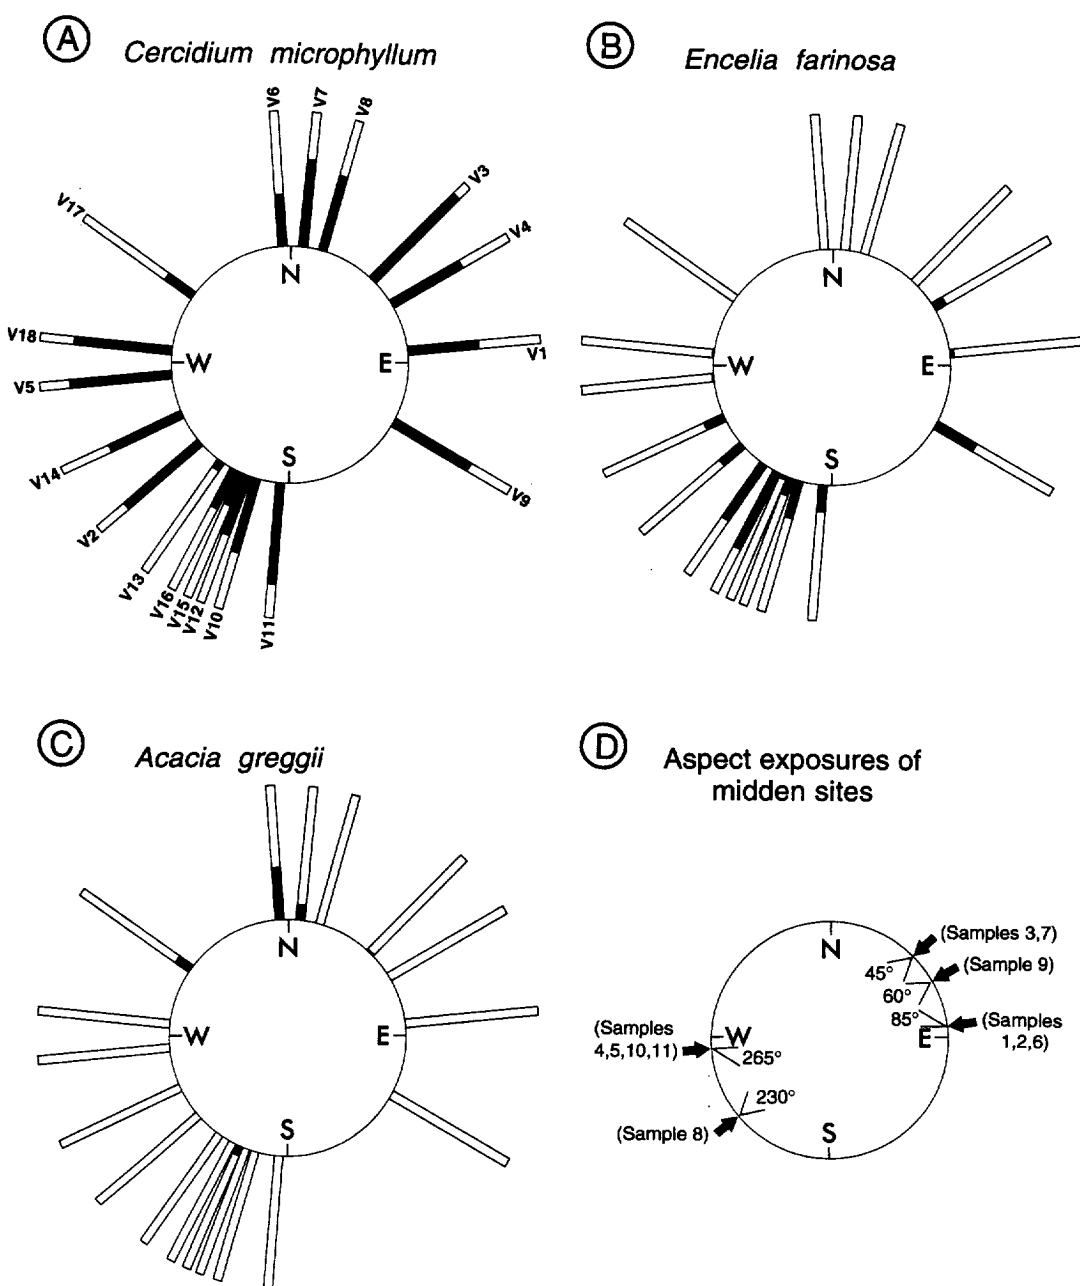 A
Cercidium microphyllum
V6
V7
V8
V3
V4
V1
V9
V11
V10
V12
V15
V16
V13
V2
V14
V5
V18
V17
N
E
S
W
B
Encelia farinosa
N
E
S
W
C
Acacia greggii
N
E
S
W
D
Aspect exposures of
midden sites
N
E
S
W
(Samples 3,7)
45°
(Sample 9)
60°
85°
(Samples
1,2,6)
(Samples
4,5,10,11)
265°
230°
(Sample 8)